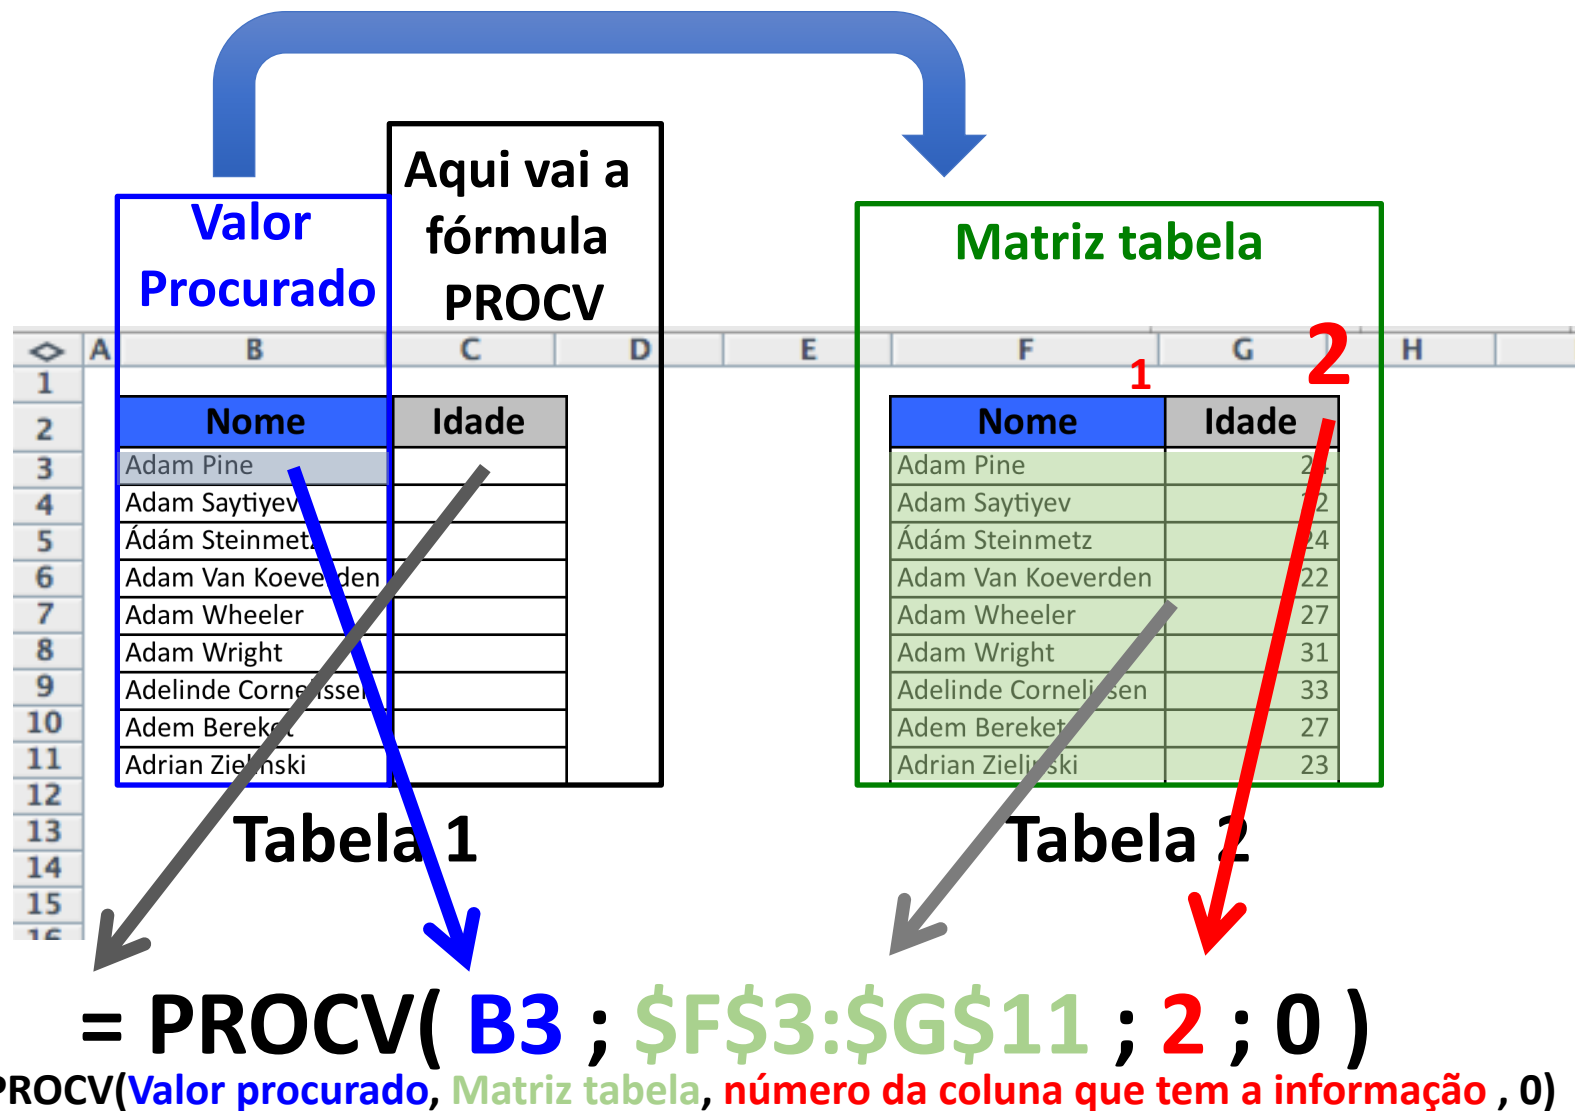 Aqui vai a
fórmula
PROCV
Valor
Procurado
Matriz tabela
A B C D E F G H
1
1 2
2 Nome Idade Nome Idade
3 Adam Pine Adam Pine
4 Adam Saytiyev Adam Saytiyev
5 Ádám Steinmetz Ádám Steinmetz 24
6 Adam Van Koeverden Adam Van Koeverden 22
7 Adam Wheeler Adam Wheeler 27
8 Adam Wright Adam Wright 31
9 Adelinde Cornelissen Adelinde Cornelissen 33
10 Adem Bereket Adem Bereket 27
11 Adrian Zielinski Adrian Zielinski 23
12
13 Tabela 1 Tabela 2
14
15
16
= PROCV( B3 ; $F$3:$G$11 ; 2 ; 0 )
PROCV(Valor procurado, Matriz tabela, número da coluna que tem a informação , 0)